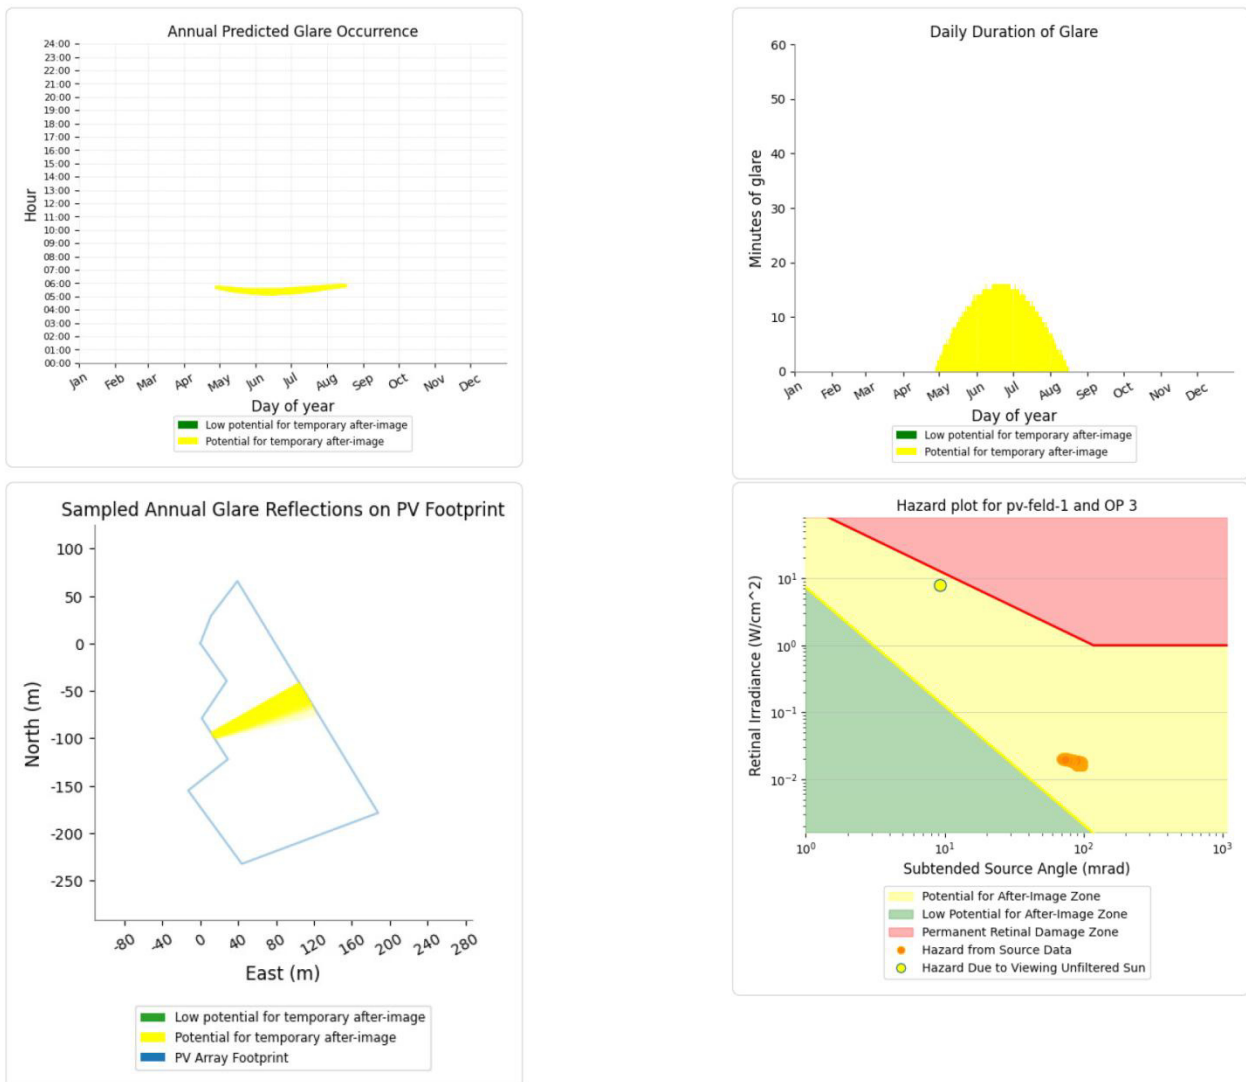 Annual Predicted Glare Occurrence
24:00
23:00
22:00
21:00
20:00
19:00
18:00
17:00
16:00
15:00
14:00
13:00
12:00
11:00
10:00
09:00
08:00
07:00
06:00
05:00
04:00
03:00
02:00
01:00
00:00
Hour
Jan Feb Mar Apr May Jun Jul Aug Sep Oct Nov Dec
Day of year
Low potential for temporary after-image
Potential for temporary after-image
Daily Duration of Glare
60
50
40
30
20
10
0
Minutes of glare
Jan Feb Mar Apr May Jun Jul Aug Sep Oct Nov Dec
Day of year
Low potential for temporary after-image
Potential for temporary after-image
Sampled Annual Glare Reflections on PV Footprint
100
50
0
-50
-100
-150
-200
-250
North (m)
-80 -40 0 40 80 120 160 200 240 280
East (m)
Low potential for temporary after-image
Potential for temporary after-image
PV Array Footprint
Hazard plot for pv-feld-1 and OP 3
10^1
10^0
10^-1
10^-2
Retinal Irradiance (W/cm^2)
10^0 10^1 10^2 10^3
Subtended Source Angle (mrad)
Potential for After-Image Zone
Low Potential for After-Image Zone
Permanent Retinal Damage Zone
Hazard from Source Data
Hazard Due to Viewing Unfiltered Sun